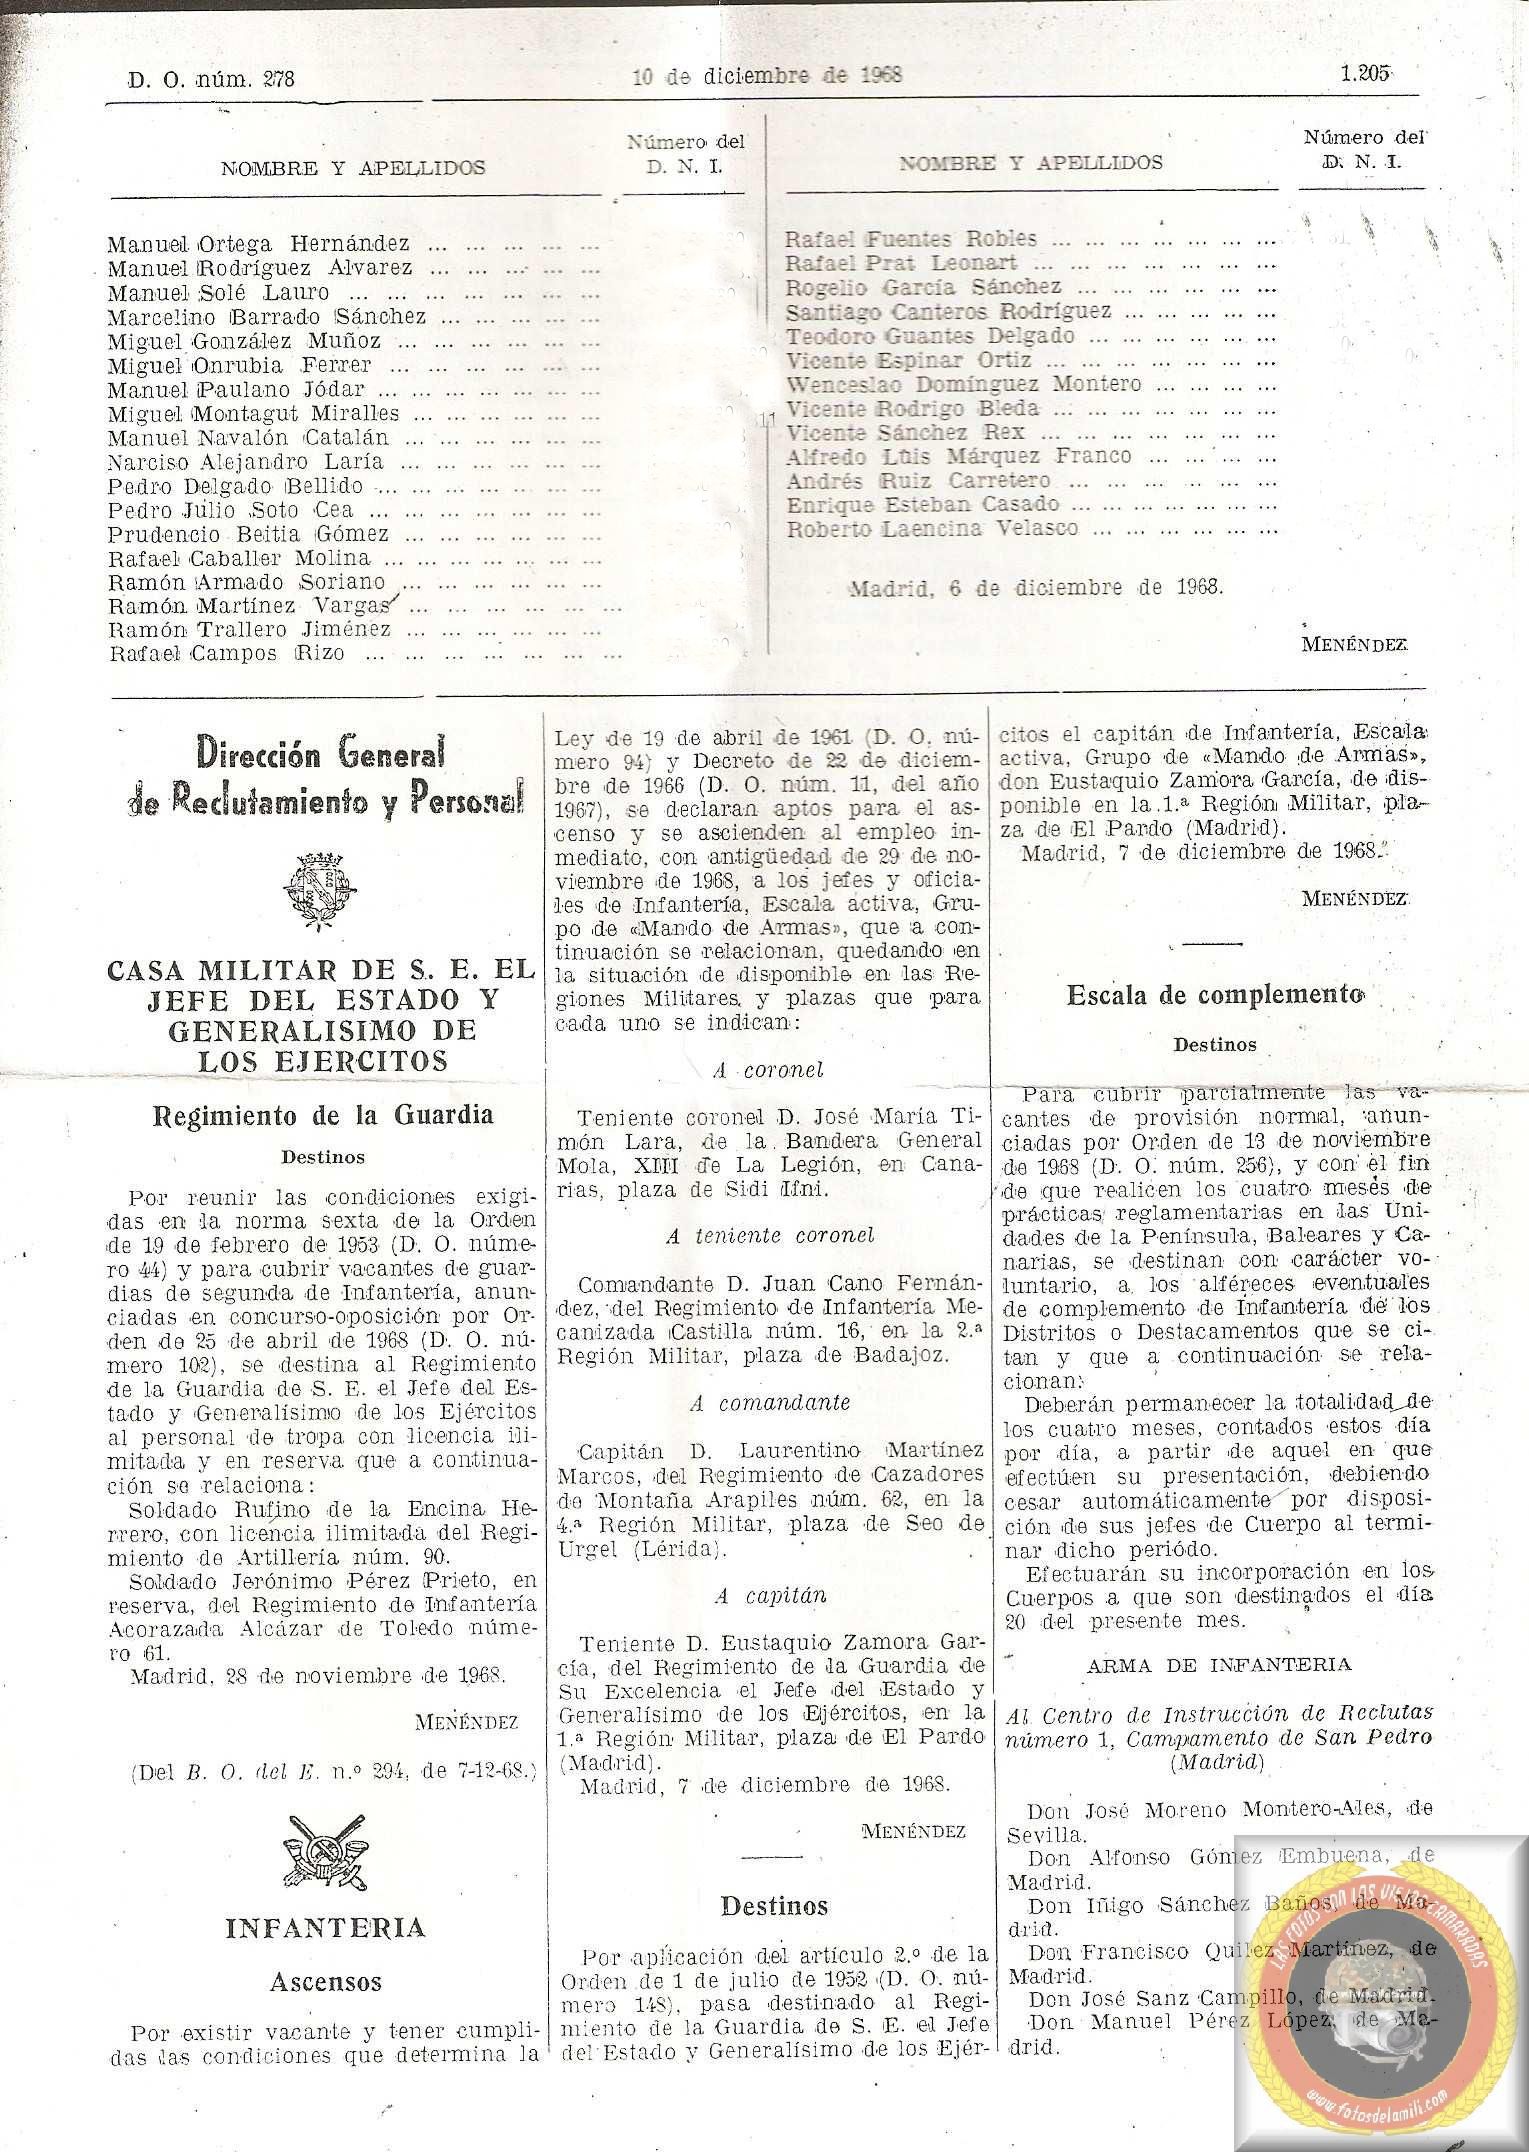 D. O. núm. 278
10 de diciembre de 1968
1.205
NOMBRE Y APELLIDOS
Número del
D. N. I.
Manuel Ortega Hernández ... ... ... ... ...
Manuel Rodríguez Alvarez ... ... ... ... ...
Manuel Solé Lauro ... ... ... ... ... ... ...
Marcelino Barrado Sánchez ... ... ... ... ...
Miguel González Muñoz ... ... ... ... ... ...
Miguel Onrubia Ferrer ... ... ... ... ... ...
Manuel Paulano Jódar ... ... ... ... ... ... ...
Miguel Montagut Miralles ... ... ... ... ... ...
Manuel Navalón Catalán ... ... ... ... ... ...
Narciso Alejandro Laría ... ... ... ... ... ...
Pedro Delgado Bellido ... ... ... ... ... ... ...
Pedro Julio Soto Cea ... ... ... ... ... ... ...
Prudencio Beitia Gómez ... ... ... ... ... ...
Rafael Caballer Molina ... ... ... ... ... ... ...
Ramón Armado Soriano ... ... ... ... ... ...
Ramón Martínez Vargas ... ... ... ... ... ...
Ramón Trallero Jiménez ... ... ... ... ... ...
Rafael Campos Rizo ... ... ... ... ... ... ...
NOMBRE Y APELLIDOS
Número del
D. N. I.
Rafael Fuentes Robles ... ... ... ... ... ... ...
Rafael Prat Leonart ... ... ... ... ... ... ... ...
Rogelio García Sánchez ... ... ... ... ... ...
Santiago Canteros Rodríguez ... ... ... ... ...
Teodoro Guantes Delgado ... ... ... ... ... ...
Vicente Espinar Ortiz ... ... ... ... ... ... ...
Wenceslao Domínguez Montero ... ... ... ...
Vicente Rodrigo Bleda ... ... ... ... ... ... ...
Vicente Sánchez Rex ... ... ... ... ... ... ...
Alfredo Luis Márquez Franco ... ... ... ...
Andrés Ruiz Carretero ... ... ... ... ... ...
Enrique Esteban Casado ... ... ... ... ... ...
Roberto Laencina Velasco ... ... ... ... ... ...
Madrid, 6 de diciembre de 1968.
MENÉNDEZ
Dirección General
de Reclutamiento y Personal
CASA MILITAR DE S. E. EL
JEFE DEL ESTADO Y
GENERALISIMO DE
LOS EJERCITOS
Regimiento de la Guardia
Destinos
Por reunir las condiciones exigi-
das en la norma sexta de la Orden
de 19 de febrero de 1953 (D. O. núme-
ro 44) y para cubrir vacantes de guar-
dias de segunda de Infantería, anun-
ciadas en concurso-oposición por Or-
den de 25 de abril de 1968 (D. O. nú-
mero 102), se destina al Regimiento
de la Guardia de S. E. el Jefe del Es-
tado y Generalísimo de los Ejércitos
al personal de tropa con licencia ili-
mitada y en reserva que a continua-
ción se relaciona:
Soldado Rufino de la Encina He-
rrero, con licencia ilimitada del Regi-
miento de Artillería núm. 90.
Soldado Jerónimo Pérez Prieto, en
reserva, del Regimiento de Infantería
Acorazada Alcázar de Toledo núme-
ro 61.
Madrid, 28 de noviembre de 1968.
MENÉNDEZ
(Del B. O. del E. n.º 294, de 7-12-68.)
INFANTERIA
Ascensos
Por existir vacante y tener cumpli-
das las condiciones que determina la
Ley de 19 de abril de 1961 (D. O. nú-
mero 94) y Decreto de 22 de diciem-
bre de 1966 (D. O. núm. 11, del año
1967), se declaran aptos para el as-
censo y se ascienden al empleo in-
mediato, con antigüedad de 29 de no-
viembre de 1968, a los jefes y oficia-
les de Infantería, Escala activa, Gru-
po de «Mando de Armas», que a con-
tinuación se relacionan, quedando en
la situación de disponible en las Re-
giones Militares y plazas que para
cada uno se indican:
A coronel
Teniente coronel D. José María Ti-
món Lara, de la Bandera General
Mola, XIII de La Legión, en Cana-
rias, plaza de Sidi Ifni.
A teniente coronel
Comandante D. Juan Cano Fernán-
dez, del Regimiento de Infantería Me-
canizada Castilla núm. 16, en la 2.ª
Región Militar, plaza de Badajoz.
A comandante
Capitán D. Laurentino Martínez
Marcos, del Regimiento de Cazadores
de Montaña Arapiles núm. 62, en la
4.ª Región Militar, plaza de Seo de
Urgel (Lérida).
A capitán
Teniente D. Eustaquio Zamora Gar-
cía, del Regimiento de la Guardia de
Su Excelencia el Jefe del Estado y
Generalísimo de los Ejércitos, en la
1.ª Región Militar, plaza de El Pardo
(Madrid).
Madrid, 7 de diciembre de 1968.
MENÉNDEZ
Destinos
Por aplicación del artículo 2.º de la
Orden de 1 de julio de 1952 (D. O. nú-
mero 148), pasa destinado al Regi-
miento de la Guardia de S. E. el Jefe
del Estado y Generalísimo de los Ejér-
citos el capitán de Infantería, Escala
activa, Grupo de «Mando de Armas»,
don Eustaquio Zamora García, de dis-
ponible en la 1.ª Región Militar, pla-
za de El Pardo (Madrid).
Madrid, 7 de diciembre de 1968.
MENÉNDEZ
Escala de complemento
Destinos
Para cubrir parcialmente las va-
cantes de provisión normal, anun-
ciadas por Orden de 13 de noviembre
de 1968 (D. O. núm. 256), y con el fin
de que realicen los cuatro meses de
prácticas reglamentarias en las Uni-
dades de la Península, Baleares y Ca-
narias, se destinan con carácter vo-
luntario, a los alféreces eventuales
de complemento de Infantería de los
Distritos o Destacamentos que se ci-
tan y que a continuación se rela-
cionan:
Deberán permanecer la totalidad de
los cuatro meses, contados estos día
por día, a partir de aquel en que
efectúen su presentación, debiendo
cesar automáticamente por disposi-
ción de sus jefes de Cuerpo al termi-
nar dicho periódo.
Efectuarán su incorporación en los
Cuerpos a que son destinados el día
20 del presente mes.
ARMA DE INFANTERIA
Al Centro de Instrucción de Reclutas
número 1, Campamento de San Pedro
(Madrid)
Don José Moreno Montero-Ales, de
Sevilla.
Don Alfonso Gómez Embuena, de
Madrid.
Don Iñigo Sánchez Baños, de Ma-
drid.
Don Francisco Quilez Martínez, de
Madrid.
Don José Sanz Campillo, de Madrid.
Don Manuel Pérez López, de Ma-
drid.
LAS FOTOS CON LOS VIEJOS CAMARADAS
www.fotosdelamili.com